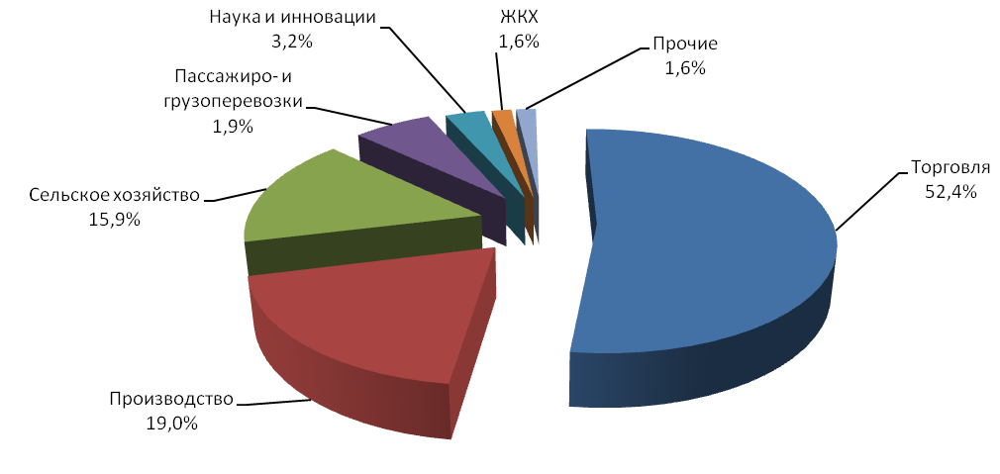 Наука и инновации
3,2%
ЖКХ
1,6%
Прочие
1,6%
Пассажиро- и
грузоперевозки
1,9%
Торговля
52,4%
Сельское хозяйство
15,9%
Производство
19,0%